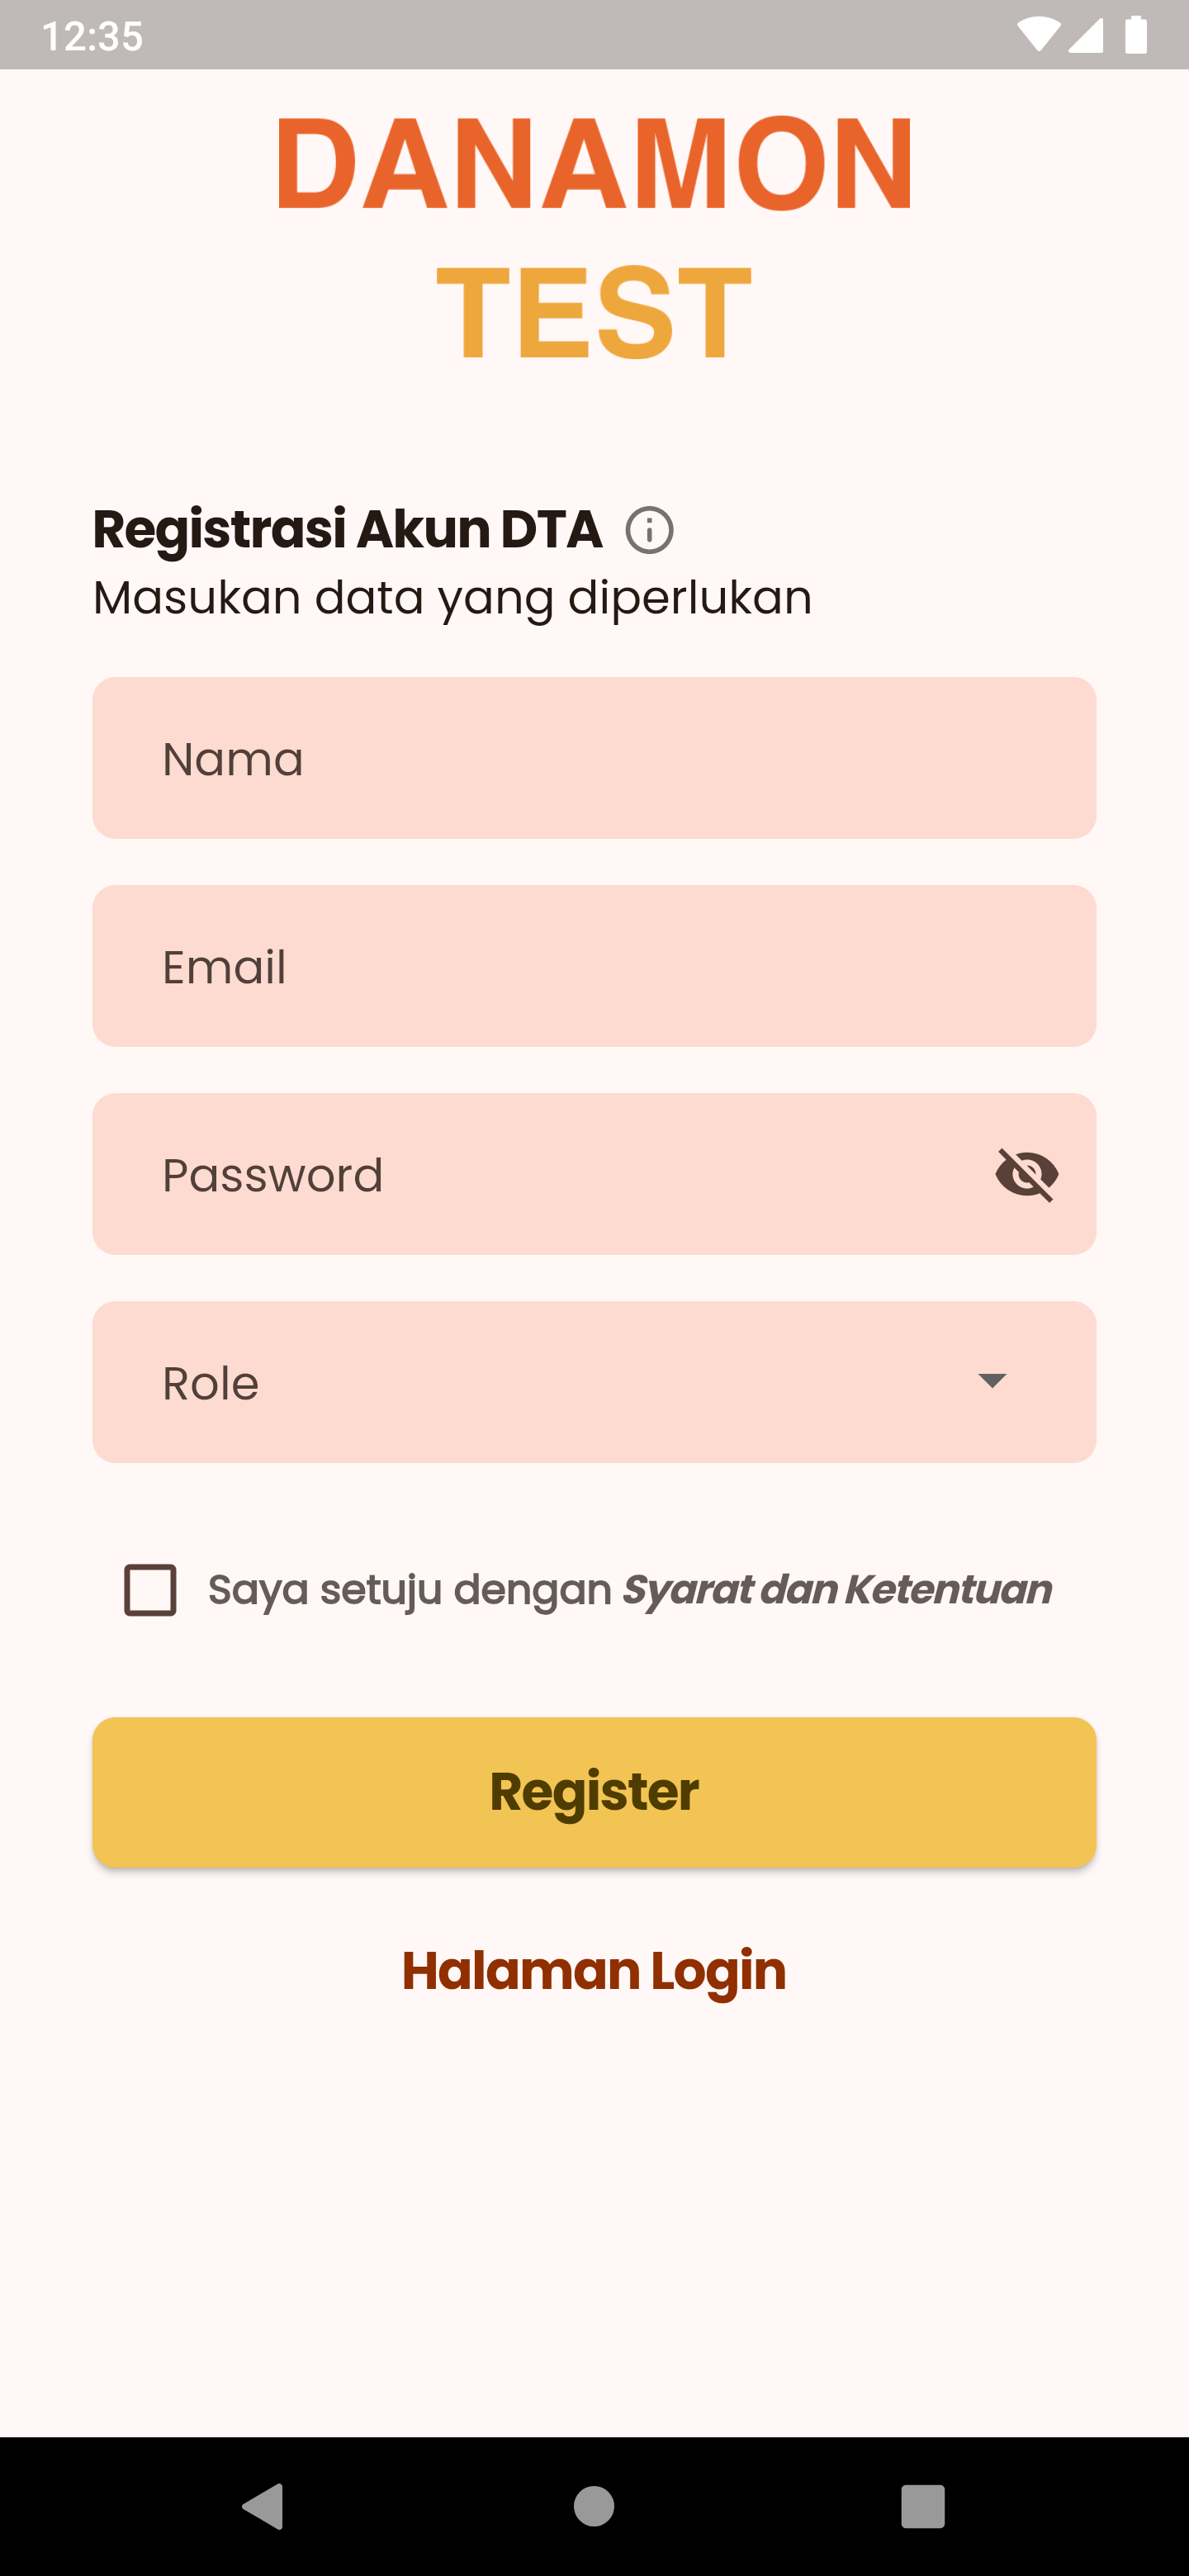 12:35
DANAMON
TEST
Registrasi Akun DTA
Masukan data yang diperlukan
Nama
Email
Password
Role
Saya setuju dengan Syarat dan Ketentuan
Register
Halaman Login